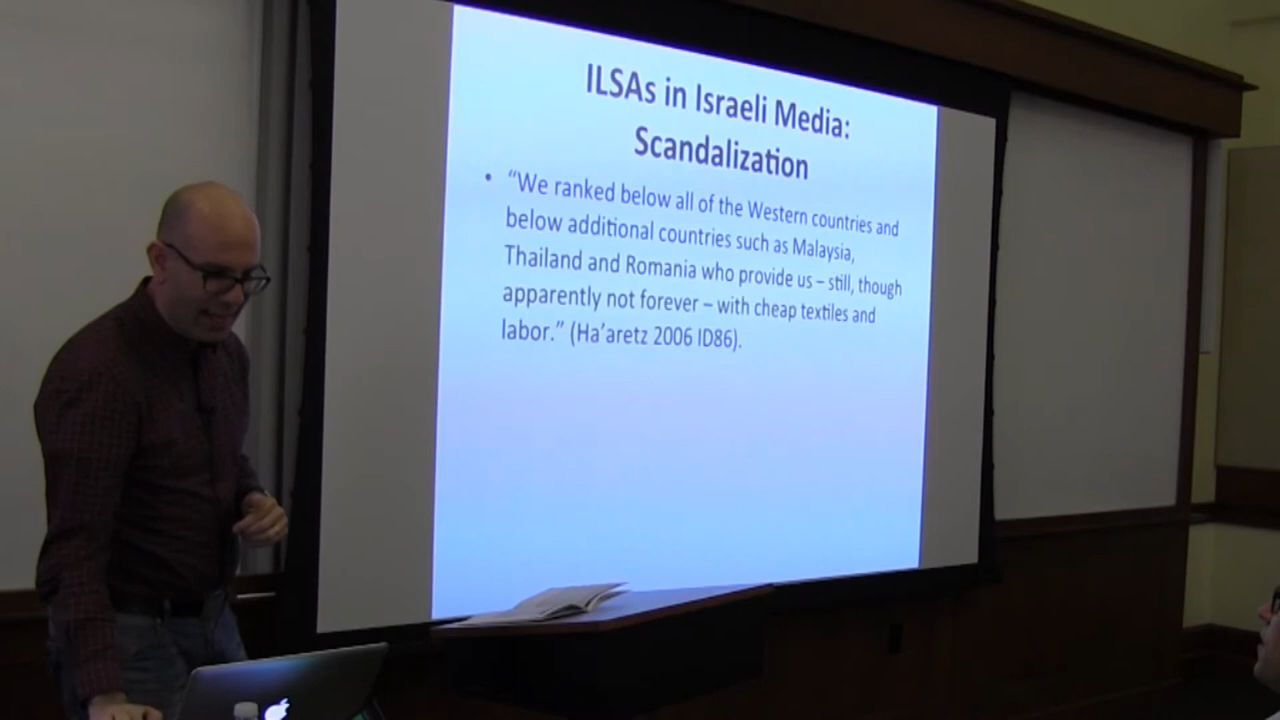 ILSAs in Israeli Media:
Scandalization
• “We ranked below all of the Western countries and
below additional countries such as Malaysia,
Thailand and Romania who provide us – still, though
apparently not forever – with cheap textiles and
labor.” (Ha’aretz 2006 ID86).